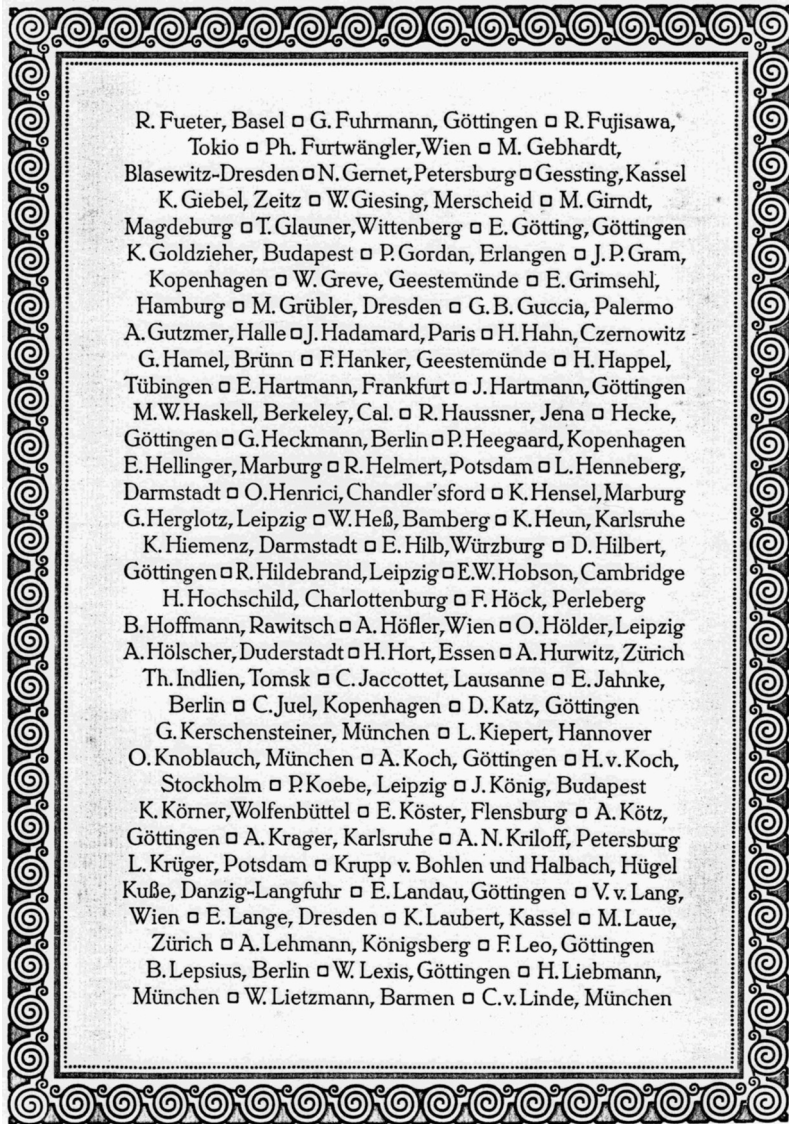 R. Fueter, Basel ◻ G. Fuhrmann, Göttingen ◻ R. Fujisawa,
Tokio ◻ Ph. Furtwängler, Wien ◻ M. Gebhardt,
Blasewitz-Dresden ◻ N. Gernet, Petersburg ◻ Gessting, Kassel
K. Giebel, Zeitz ◻ W. Giesing, Merscheid ◻ M. Girndt,
Magdeburg ◻ T. Glauner, Wittenberg ◻ E. Götting, Göttingen
K. Goldzieher, Budapest ◻ P. Gordan, Erlangen ◻ J. P. Gram,
Kopenhagen ◻ W. Greve, Geestemünde ◻ E. Grimsehl,
Hamburg ◻ M. Grübler, Dresden ◻ G. B. Guccia, Palermo
A. Gutzmer, Halle ◻ J. Hadamard, Paris ◻ H. Hahn, Czernowitz
G. Hamel, Brünn ◻ F. Hanker, Geestemünde ◻ H. Happel,
Tübingen ◻ E. Hartmann, Frankfurt ◻ J. Hartmann, Göttingen
M. W. Haskell, Berkeley, Cal. ◻ R. Haussner, Jena ◻ Hecke,
Göttingen ◻ G. Heckmann, Berlin ◻ P. Heegaard, Kopenhagen
E. Hellinger, Marburg ◻ R. Helmert, Potsdam ◻ L. Henneberg,
Darmstadt ◻ O. Henrici, Chandler'sford ◻ K. Hensel, Marburg
G. Herglotz, Leipzig ◻ W. Heß, Bamberg ◻ K. Heun, Karlsruhe
K. Hiemenz, Darmstadt ◻ E. Hilb, Würzburg ◻ D. Hilbert,
Göttingen ◻ R. Hildebrand, Leipzig ◻ E. W. Hobson, Cambridge
H. Hochschild, Charlottenburg ◻ F. Höck, Perleberg
B. Hoffmann, Rawitsch ◻ A. Höfler, Wien ◻ O. Hölder, Leipzig
A. Hölscher, Duderstadt ◻ H. Hort, Essen ◻ A. Hurwitz, Zürich
Th. Indlien, Tomsk ◻ C. Jaccottet, Lausanne ◻ E. Jahnke,
Berlin ◻ C. Juel, Kopenhagen ◻ D. Katz, Göttingen
G. Kerschensteiner, München ◻ L. Kiepert, Hannover
O. Knoblauch, München ◻ A. Koch, Göttingen ◻ H. v. Koch,
Stockholm ◻ P. Koebe, Leipzig ◻ J. König, Budapest
K. Körner, Wolfenbüttel ◻ E. Köster, Flensburg ◻ A. Kötz,
Göttingen ◻ A. Krager, Karlsruhe ◻ A. N. Kriloff, Petersburg
L. Krüger, Potsdam ◻ Krupp v. Bohlen und Halbach, Hügel
Kuße, Danzig-Langfuhr ◻ E. Landau, Göttingen ◻ V. v. Lang,
Wien ◻ E. Lange, Dresden ◻ K. Laubert, Kassel ◻ M. Laue,
Zürich ◻ A. Lehmann, Königsberg ◻ F. Leo, Göttingen
B. Lepsius, Berlin ◻ W. Lexis, Göttingen ◻ H. Liebmann,
München ◻ W. Lietzmann, Barmen ◻ C. v. Linde, München